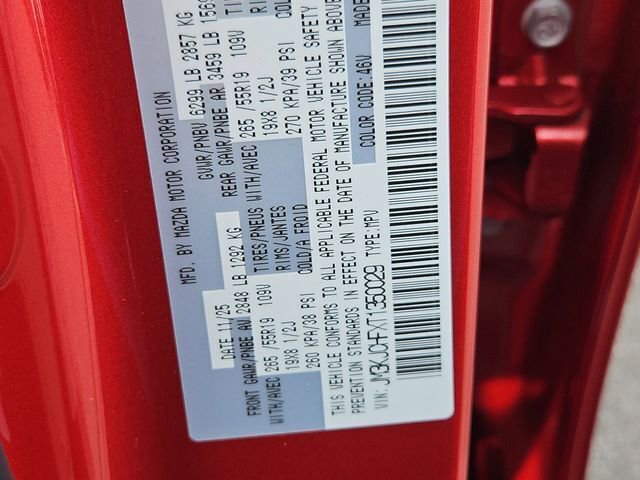 MFD. BY MAZDA MOTOR CORPORATION
DATE 11/25 GVWR/PNBV 6299 LB 2857 KG
FRONT GAWR/PNBE AV 2848 LB 1292 KG REAR GAWR/PNBE AR 3459 LB
TIRES/PNEUS WITH/AVEC 265 /55R19 109V
WITH/AVEC 265 /55R19 109V
RIMS/JANTES 19X8 1/2J
19X8 1/2J
COLD/A FROID 270 KPA/39 PSI
260 KPA/38 PSI
THIS VEHICLE CONFORMS TO ALL APPLICABLE FEDERAL MOTOR VEHICLE SAFETY
PREVENTION STANDARDS IN EFFECT ON THE DATE OF MANUFACTURE SHOWN ABOVE
VIN: JM3KJCHFXT1350029 TYPE: MPV
COLOR CODE: 46V MADE